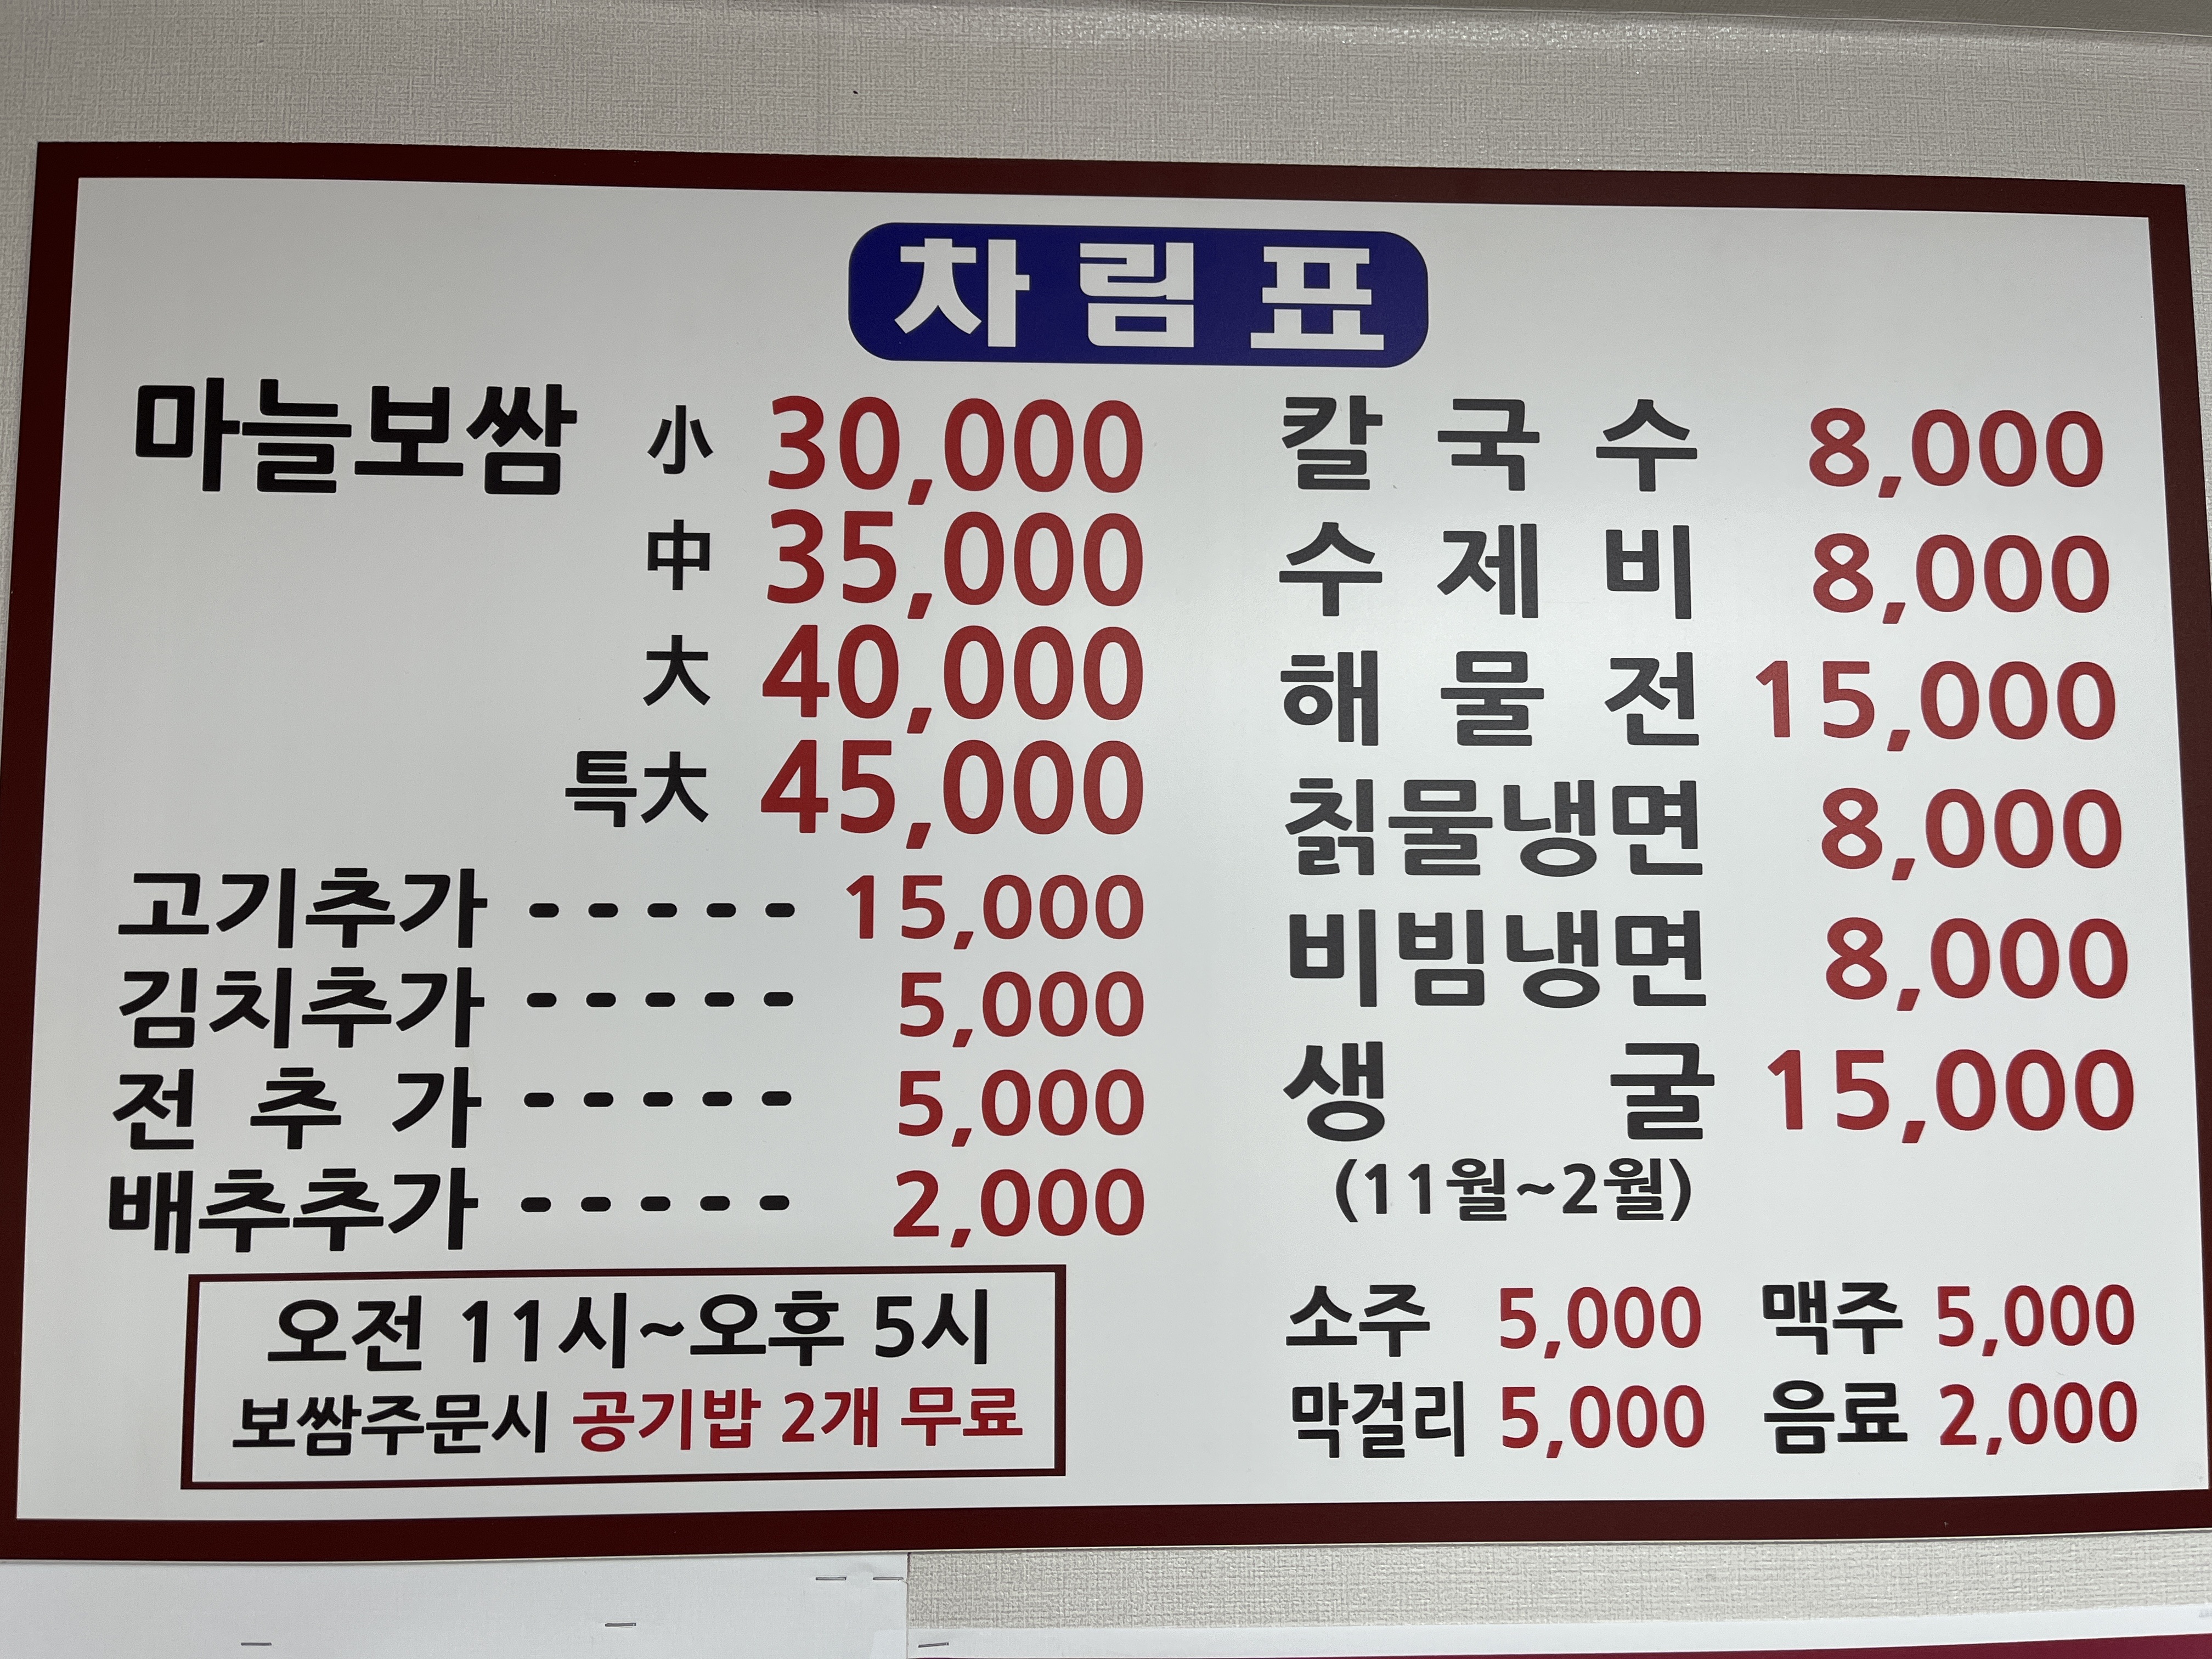 차림표
마늘보쌈 小 30,000
中 35,000
大 40,000
특大 45,000
고기추가 ----- 15,000
김치추가 ----- 5,000
전추가 ----- 5,000
배추추가 ----- 2,000
오전 11시~오후 5시
보쌈주문시 공기밥 2개 무료
칼국수 8,000
수제비 8,000
해물전 15,000
칡물냉면 8,000
비빔냉면 8,000
생굴 15,000
(11월~2월)
소주 5,000 맥주 5,000
막걸리 5,000 음료 2,000